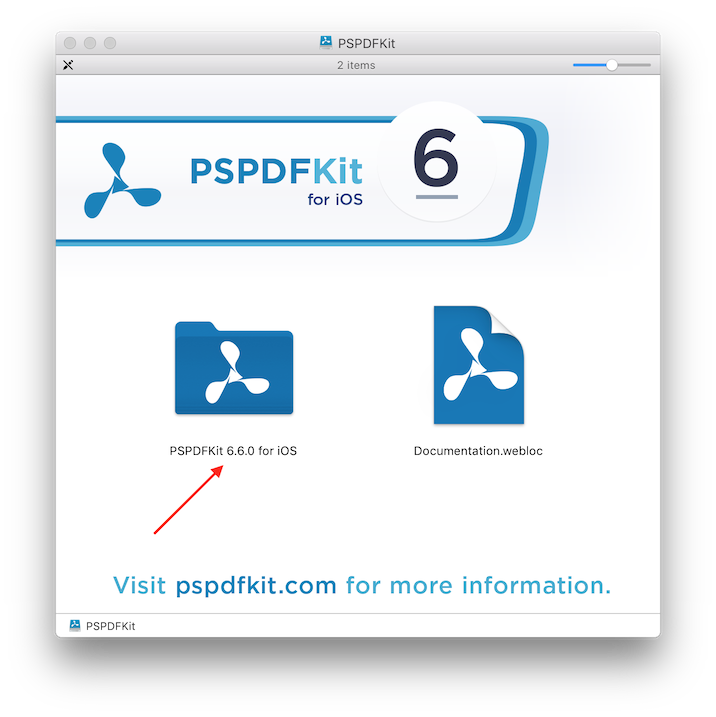 PSPDFKit
2 items
PSPDFKit
for iOS
6
PSPDFKit 6.6.0 for iOS
Documentation.webloc
Visit pspdfkit.com for more information.
PSPDFKit